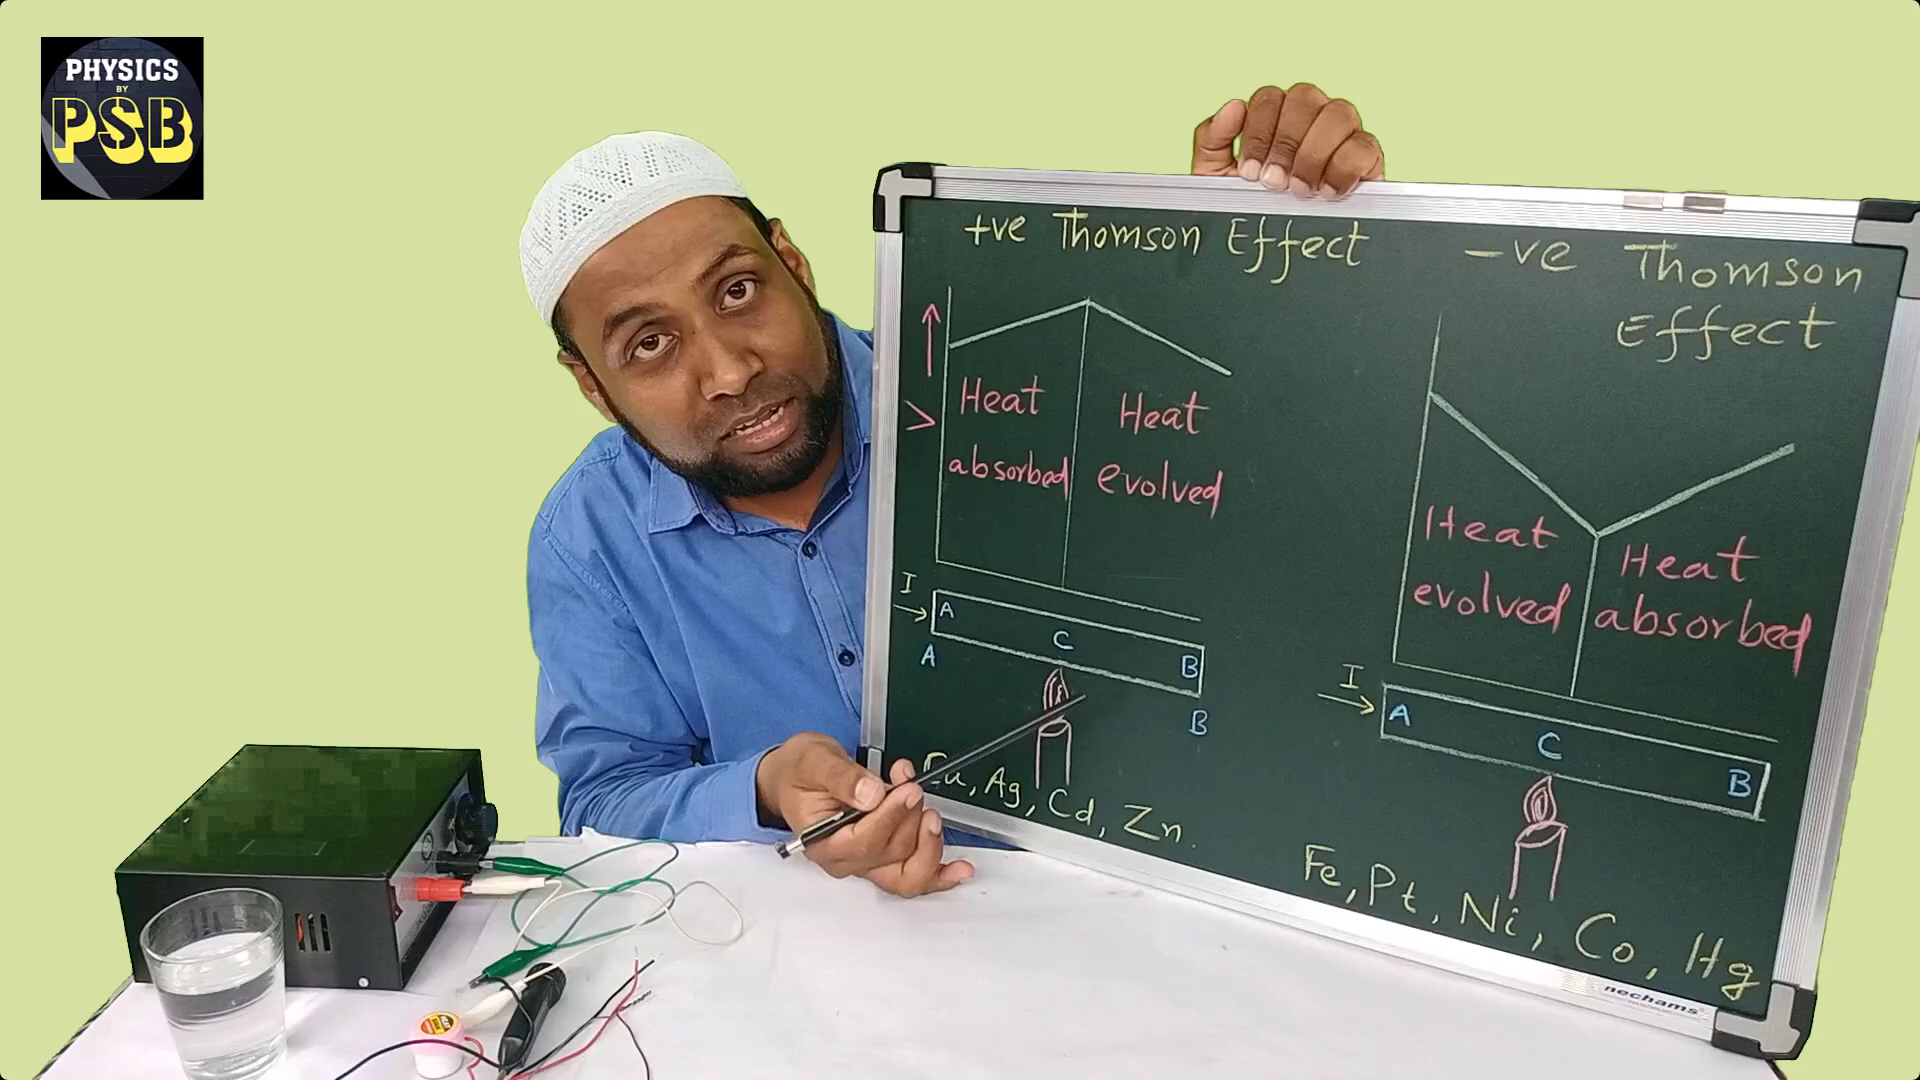 PHYSICS
BY
PSB
+ve Thomson Effect
-ve Thomson
Effect
V
Heat
absorbed
Heat
evolved
Heat
evolved
Heat
absorbed
I
A
C
B
A
B
Cu, Ag, Cd, Zn.
I
A
C
B
Fe, Pt, Ni, Co, Hg
nechams